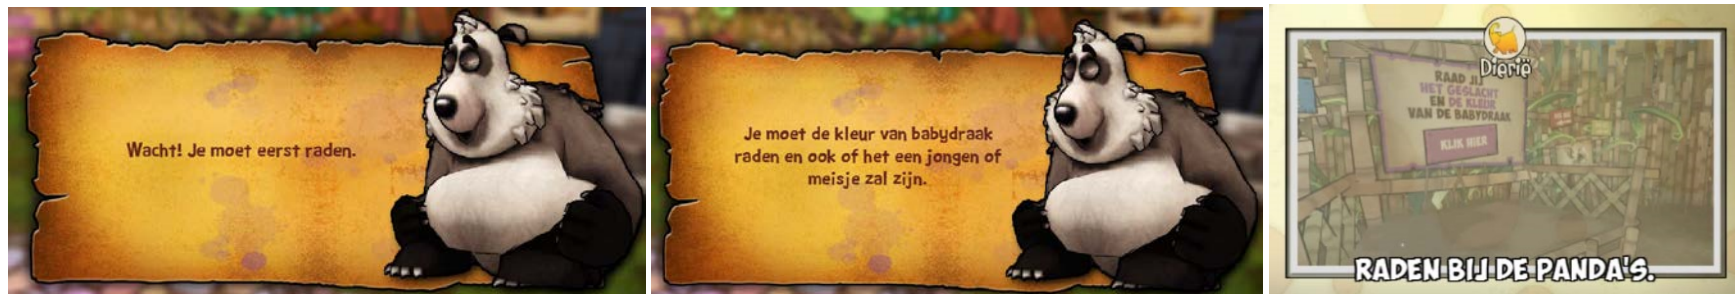 Wacht! Je moet eerst raden.
Je moet de kleur van babydraak
raden en ook of het een jongen of
meisje zal zijn.
Dierië
RAAD JIJ
HET GESLACHT
EN DE KLEUR
VAN DE BABYDRAAK
KLIK HIER
RADEN BIJ DE PANDA'S.